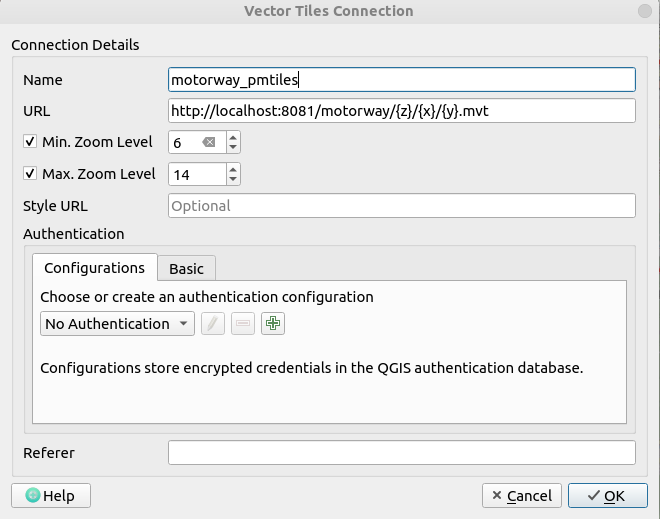 Vector Tiles Connection
Connection Details
Name motorway_pmtiles
URL http://localhost:8081/motorway/{z}/{x}/{y}.mvt
Min. Zoom Level 6
Max. Zoom Level 14
Style URL Optional
Authentication
Configurations Basic
Choose or create an authentication configuration
No Authentication
Configurations store encrypted credentials in the QGIS authentication database.
Referer
Help Cancel OK